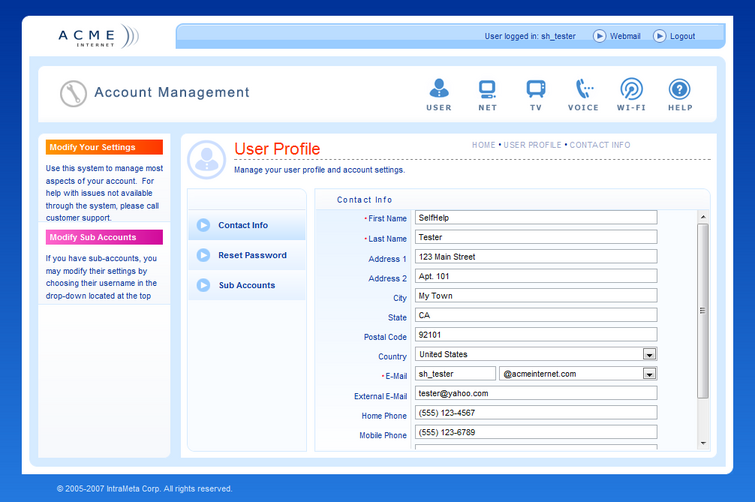 ACME
INTERNET
User logged in: sh_tester
Webmail
Logout
Account Management
USER
NET
TV
VOICE
WI-FI
HELP
Modify Your Settings
Use this system to manage most
aspects of your account. For
help with issues not available
through the system, please call
customer support.
Modify Sub Accounts
If you have sub-accounts, you
may modify their settings by
choosing their username in the
drop-down located at the top
User Profile
HOME • USER PROFILE • CONTACT INFO
Manage your user profile and account settings.
Contact Info
Reset Password
Sub Accounts
Contact Info
• First Name SelfHelp
• Last Name Tester
Address 1 123 Main Street
Address 2 Apt. 101
City My Town
State CA
Postal Code 92101
Country United States
• E-Mail sh_tester @acmeinternet.com
External E-Mail tester@yahoo.com
Home Phone (555) 123-4567
Mobile Phone (555) 123-6789
© 2005-2007 IntraMeta Corp. All rights reserved.